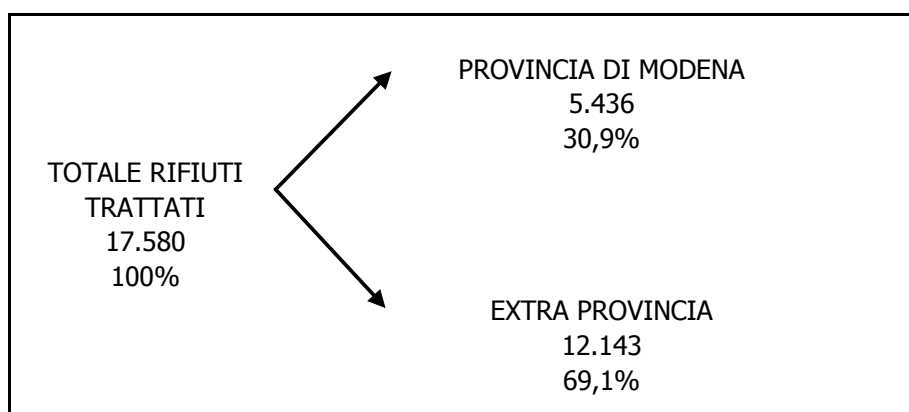 TOTALE RIFIUTI
TRATTATI
17.580
100%
PROVINCIA DI MODENA
5.436
30,9%
EXTRA PROVINCIA
12.143
69,1%